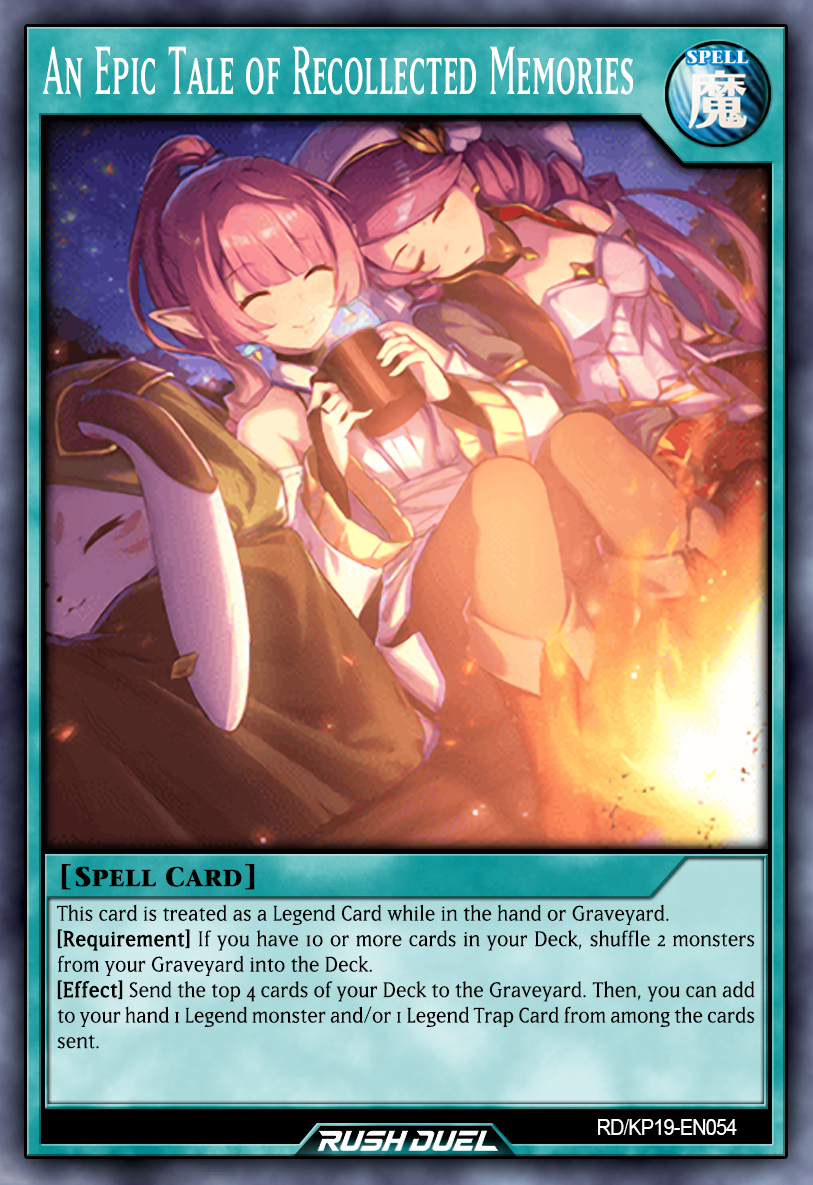 An Epic Tale of Recollected Memories
SPELL
魔
[Spell Card]
This card is treated as a Legend Card while in the hand or Graveyard.
[Requirement] If you have 10 or more cards in your Deck, shuffle 2 monsters
from your Graveyard into the Deck.
[Effect] Send the top 4 cards of your Deck to the Graveyard. Then, you can add
to your hand 1 Legend monster and/or 1 Legend Trap Card from among the cards
sent.
RD/KP19-EN054
RUSH DUEL